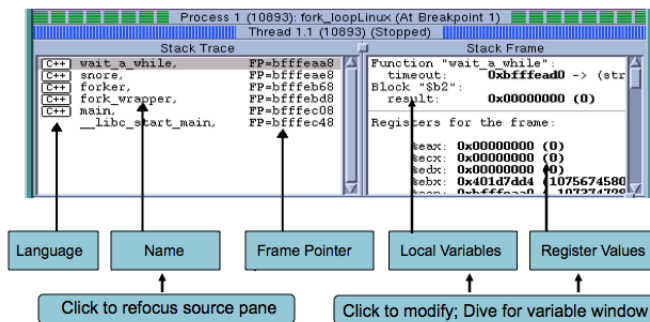 Process 1 (10893): fork_loopLinux (At Breakpoint 1)
Thread 1.1 (10893) (Stopped)
Stack Trace
C++ wait_a_while, FP=bfffeaa8
C++ snore, FP=bfffeae8
C++ forker, FP=bfffeb68
C++ fork_wrapper, FP=bfffebd8
C++ main, FP=bfffec08
__libc_start_main, FP=bfffec48
Stack Frame
Function "wait_a_while":
timeout: 0xbfffead0 -> (str
Block "$b2":
result: 0x00000000 (0)
Registers for the frame:
%eax: 0x00000000 (0)
%ecx: 0x00000000 (0)
%edx: 0x00000000 (0)
%ebx: 0x401d7dd4 (1075674580
Language
Name
Frame Pointer
Local Variables
Register Values
Click to refocus source pane
Click to modify; Dive for variable window